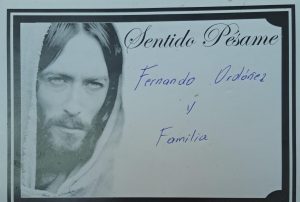 Sentido Pésame
Fernando Ordóñez
y
Familia